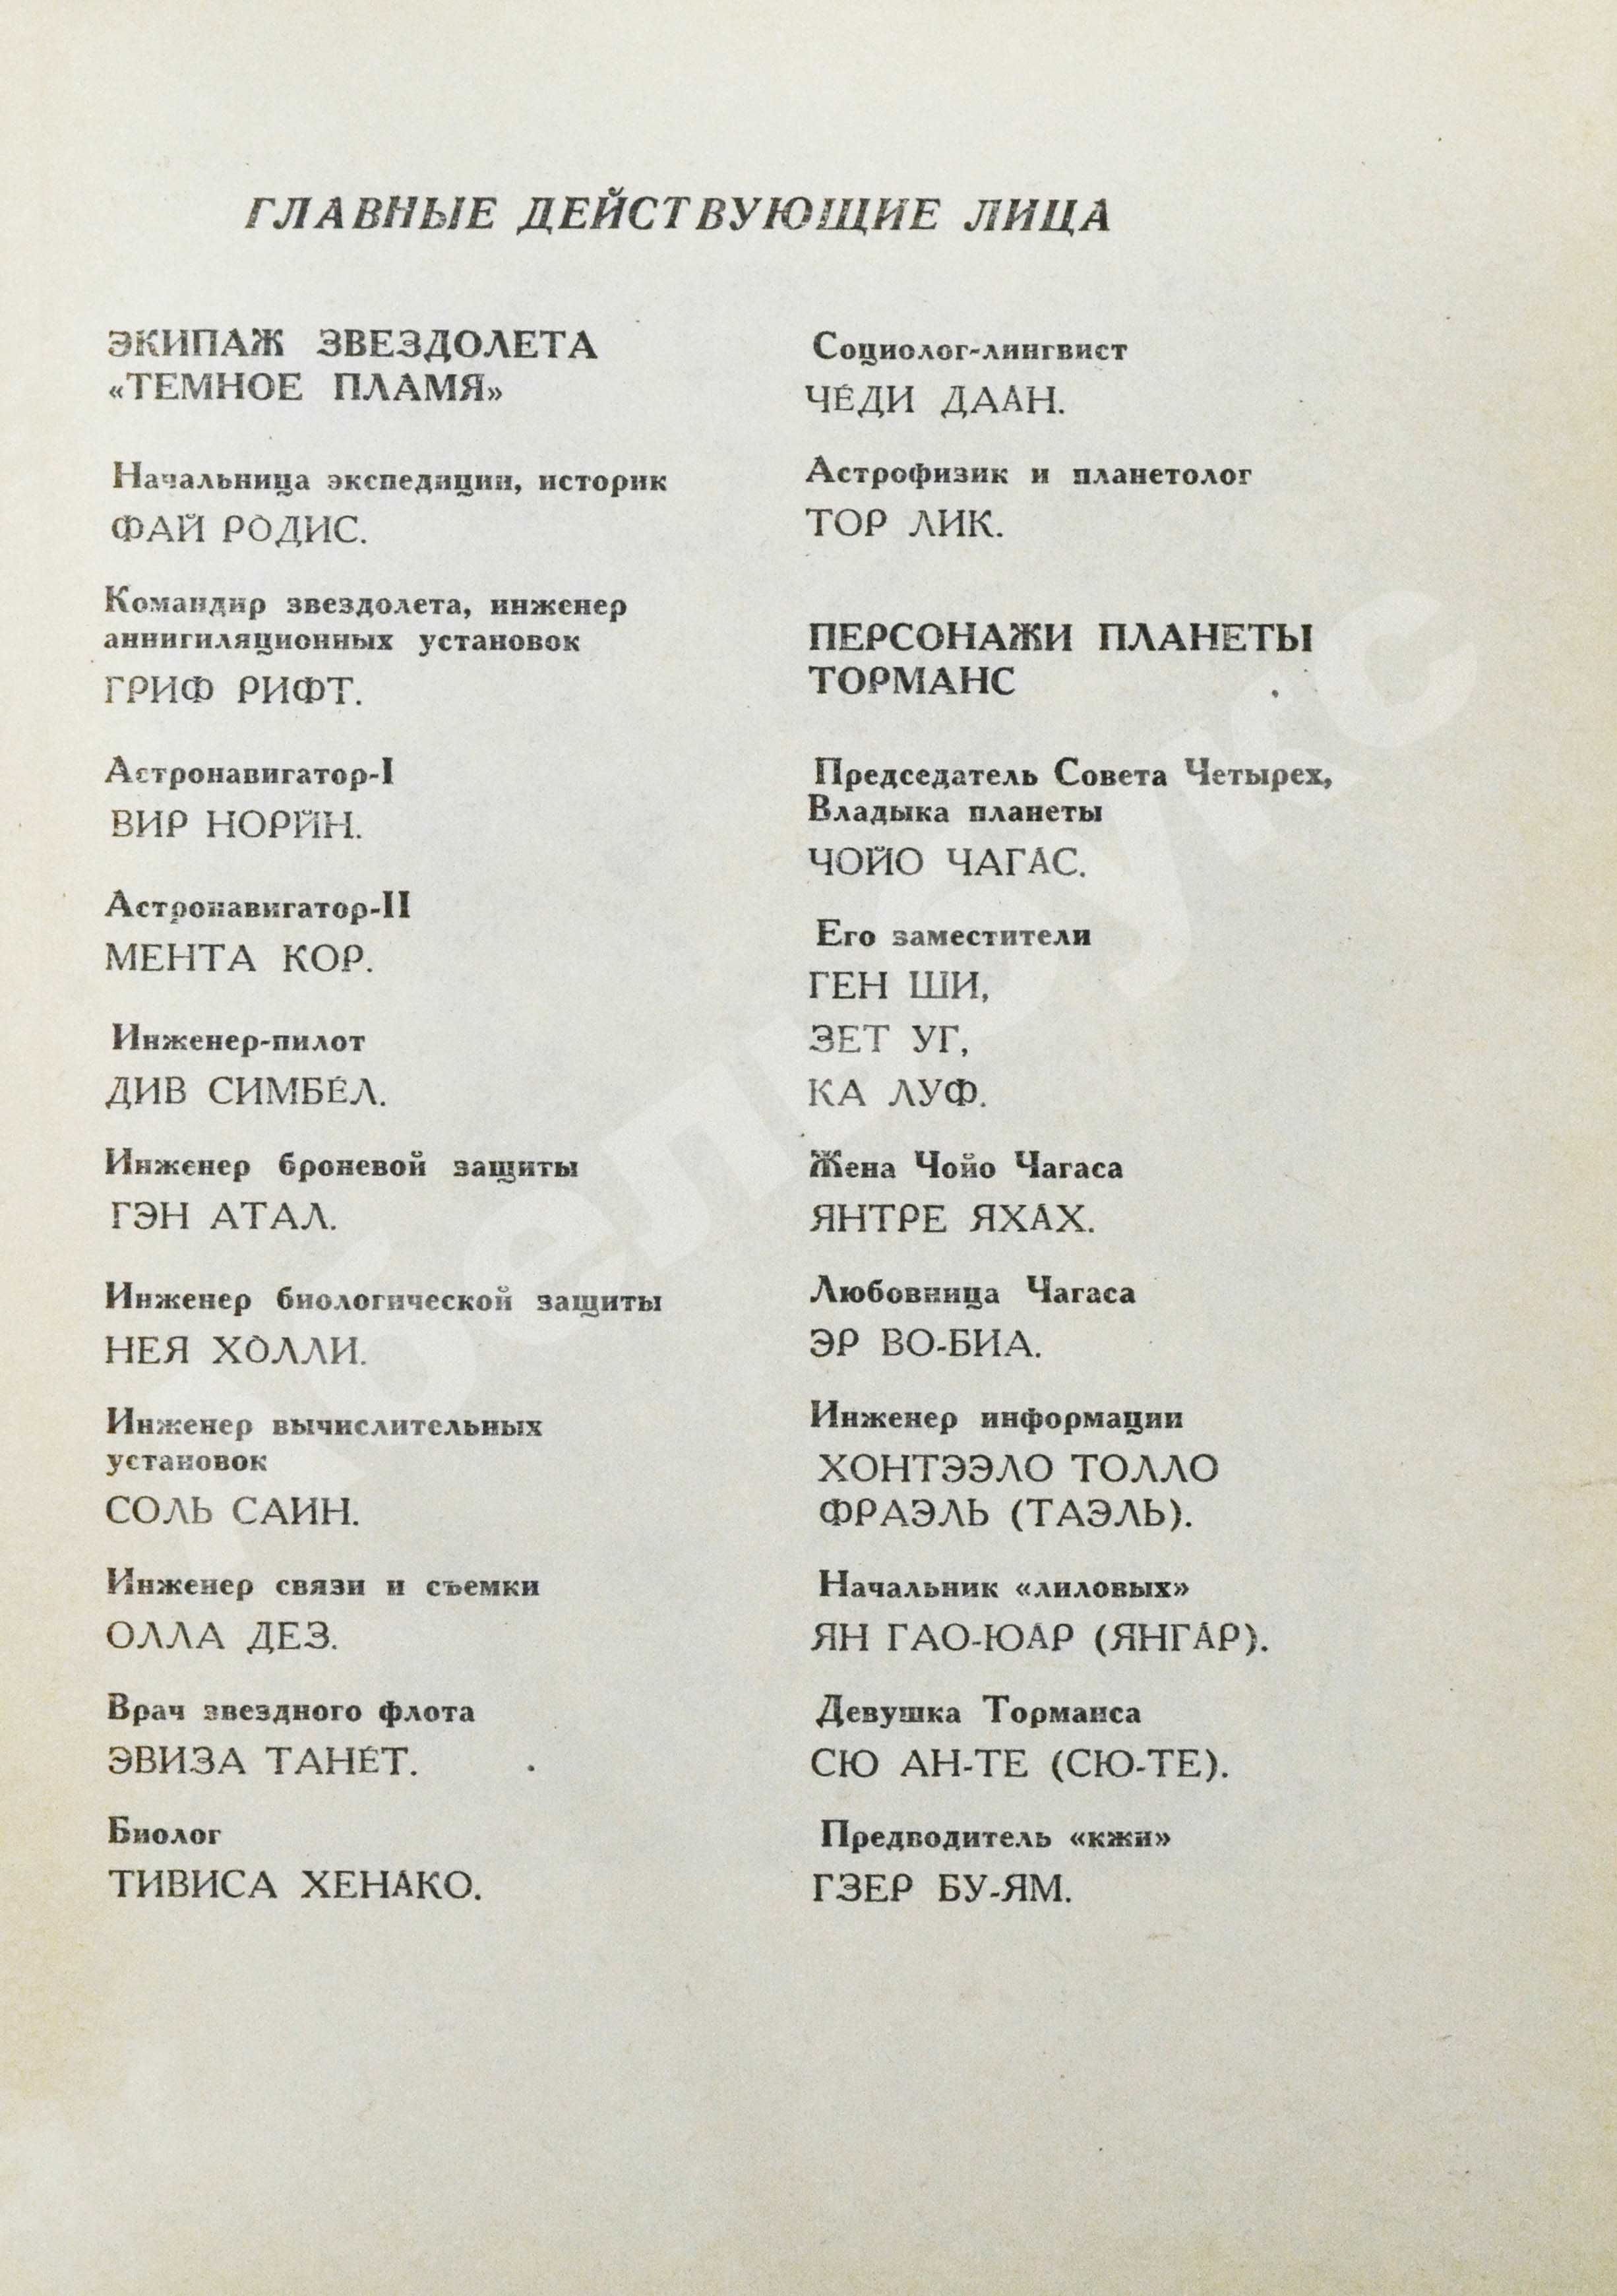 ГЛАВНЫЕ ДЕЙСТВУЮЩИЕ ЛИЦА
ЭКИПАЖ ЗВЕЗДОЛЕТА
«ТЕМНОЕ ПЛАМЯ»
Начальница экспедиции, историк
ФАЙ РОДИС.
Командир звездолета, инженер
аннигиляционных установок
ГРИФ РИФТ.
Астронавигатор-I
ВИР НОРИН.
Астронавигатор-II
МЕНТА КОР.
Инженер-пилот
ДИВ СИМБЕЛ.
Инженер броневой защиты
ГЭН АТАЛ.
Инженер биологической защиты
НЕЯ ХОЛЛИ.
Инженер вычислительных
установок
СОЛЬ САИН.
Инженер связи и съемки
ОЛЛА ДЕЗ.
Врач звездного флота
ЭВИЗА ТАНЕТ.
Биолог
ТИВИСА ХЕНАКО.
Социолог-лингвист
ЧЕДИ ДААН.
Астрофизик и планетолог
ТОР ЛИК.
ПЕРСОНАЖИ ПЛАНЕТЫ
ТОРМАНС
Председатель Совета Четырех,
Владыка планеты
ЧОЙО ЧАГАС.
Его заместители
ГЕН ШИ,
ЗЕТ УГ,
КА ЛУФ.
Жена Чойо Чагаса
ЯНТРЕ ЯХАХ.
Любовница Чагаса
ЭР ВО-БИА.
Инженер информации
ХОНТЭЭЛО ТОЛЛО
ФРАЭЛЬ (ТАЭЛЬ).
Начальник «лиловых»
ЯН ГАО-ЮАР (ЯНГАР).
Девушка Торманса
СЮ АН-ТЕ (СЮ-ТЕ).
Предводитель «кжи»
ГЗЕР БУ-ЯМ.